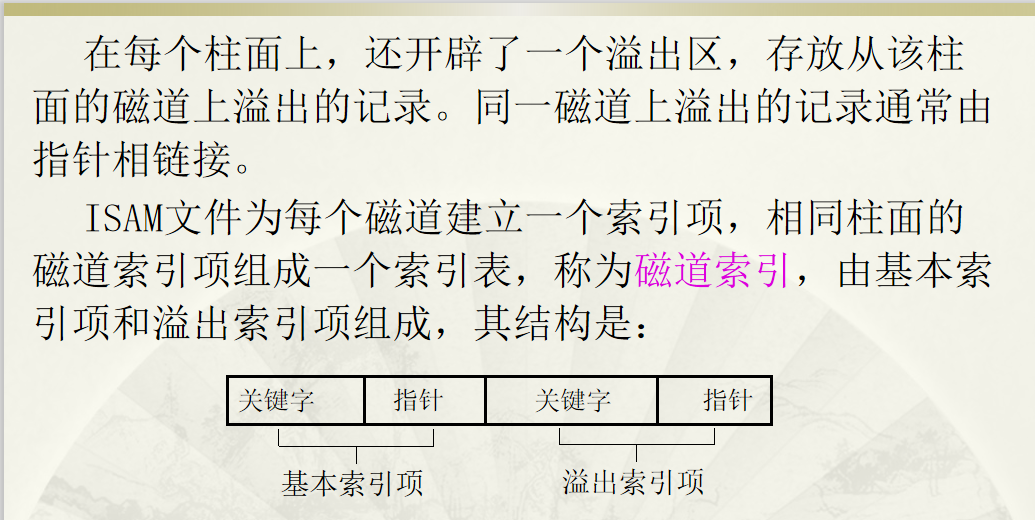 在每个柱面上，还开辟了一个溢出区，存放从该柱
面的磁道上溢出的记录。同一磁道上溢出的记录通常由
指针相链接。
ISAM文件为每个磁道建立一个索引项，相同柱面的
磁道索引项组成一个索引表，称为磁道索引，由基本索
引项和溢出索引项组成，其结构是：
关键字 指针 关键字 指针
基本索引项 溢出索引项